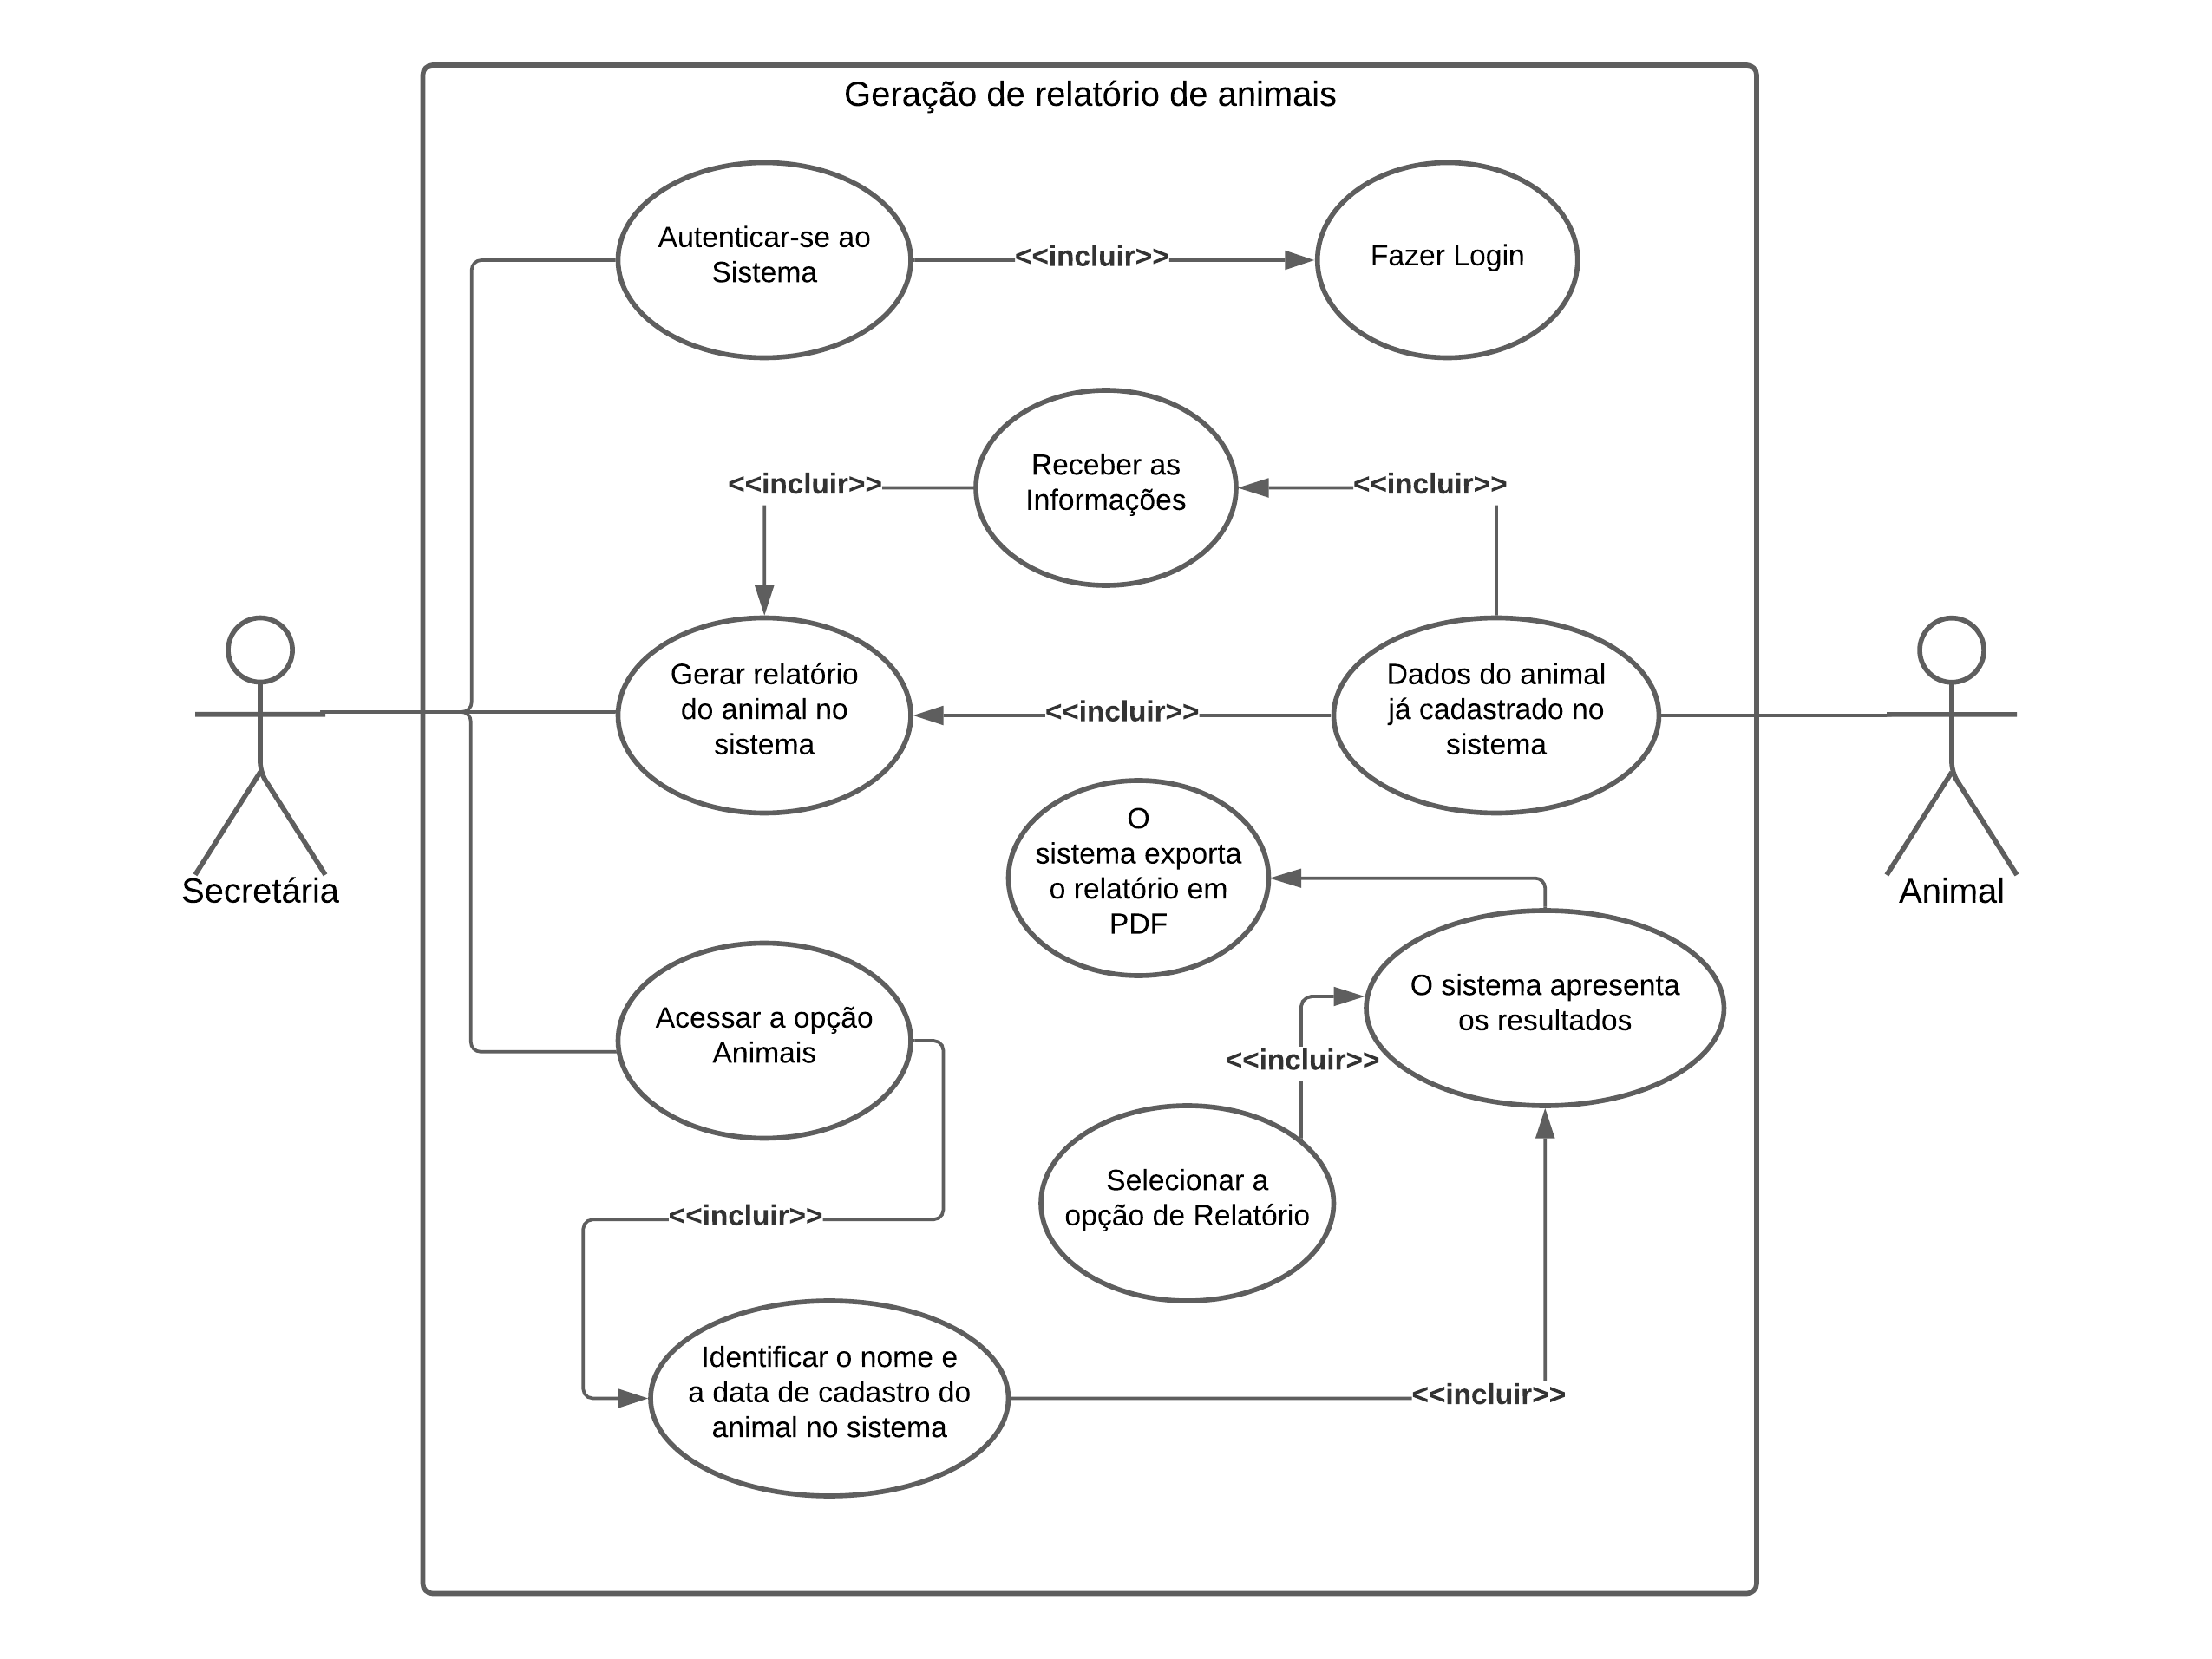 Geração de relatório de animais
Autenticar-se ao
Sistema
<<incluir>>
Fazer Login
Receber as
Informações
<<incluir>>
<<incluir>>
Gerar relatório
do animal no
sistema
<<incluir>>
Dados do animal
já cadastrado no
sistema
Secretária
Animal
O
sistema exporta
o relatório em
PDF
O sistema apresenta
os resultados
Acessar a opção
Animais
<<incluir>>
Selecionar a
opção de Relatório
<<incluir>>
Identificar o nome e
a data de cadastro do
animal no sistema
<<incluir>>